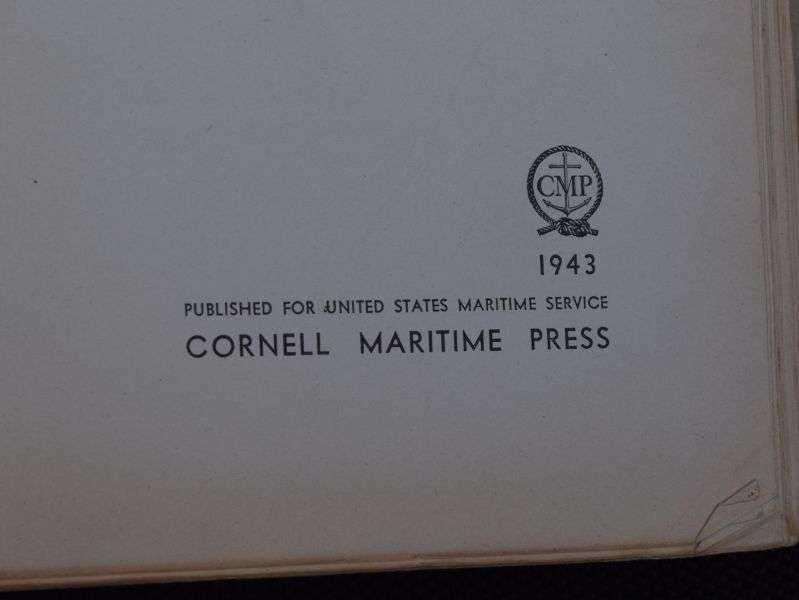 CMP
1943
PUBLISHED FOR UNITED STATES MARITIME SERVICE
CORNELL MARITIME PRESS